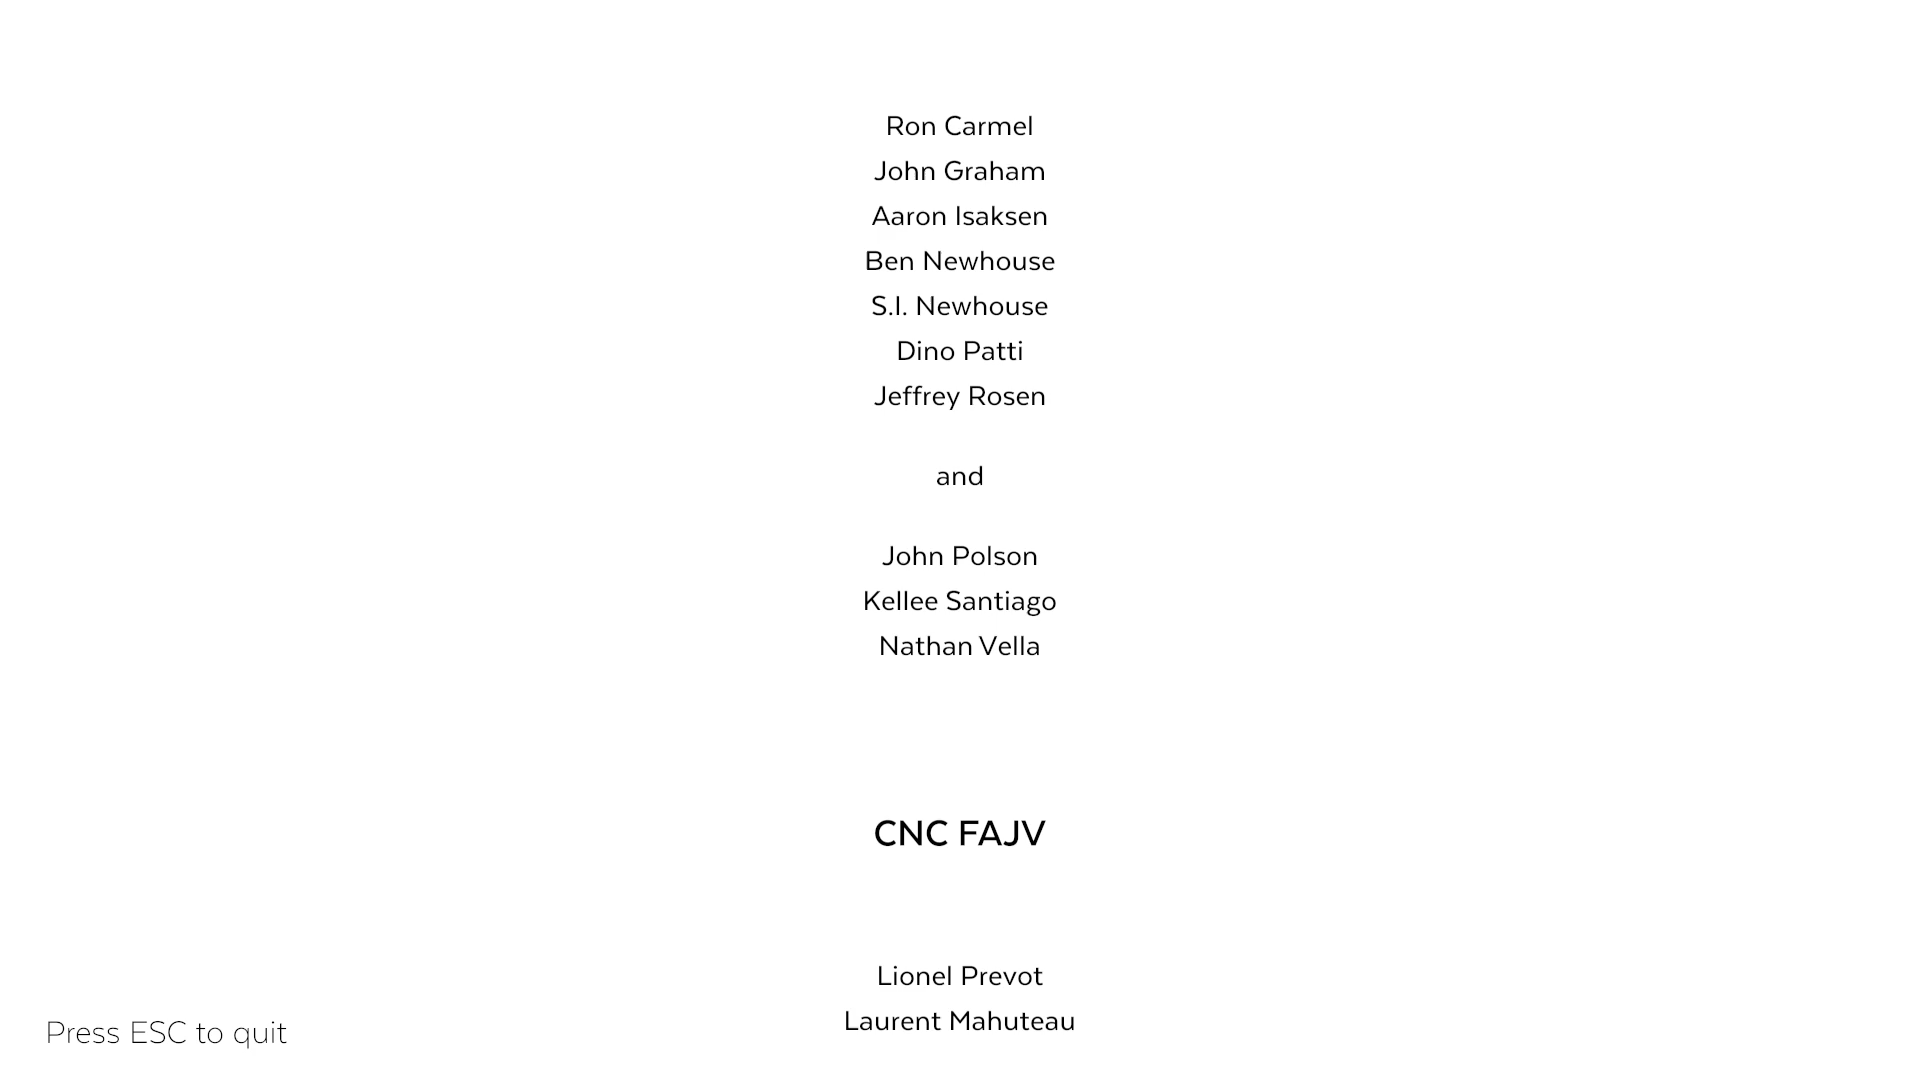 Ron Carmel
John Graham
Aaron Isaksen
Ben Newhouse
S.I. Newhouse
Dino Patti
Jeffrey Rosen
and
John Polson
Kellee Santiago
Nathan Vella
CNC FAJV
Lionel Prevot
Laurent Mahuteau
Press ESC to quit